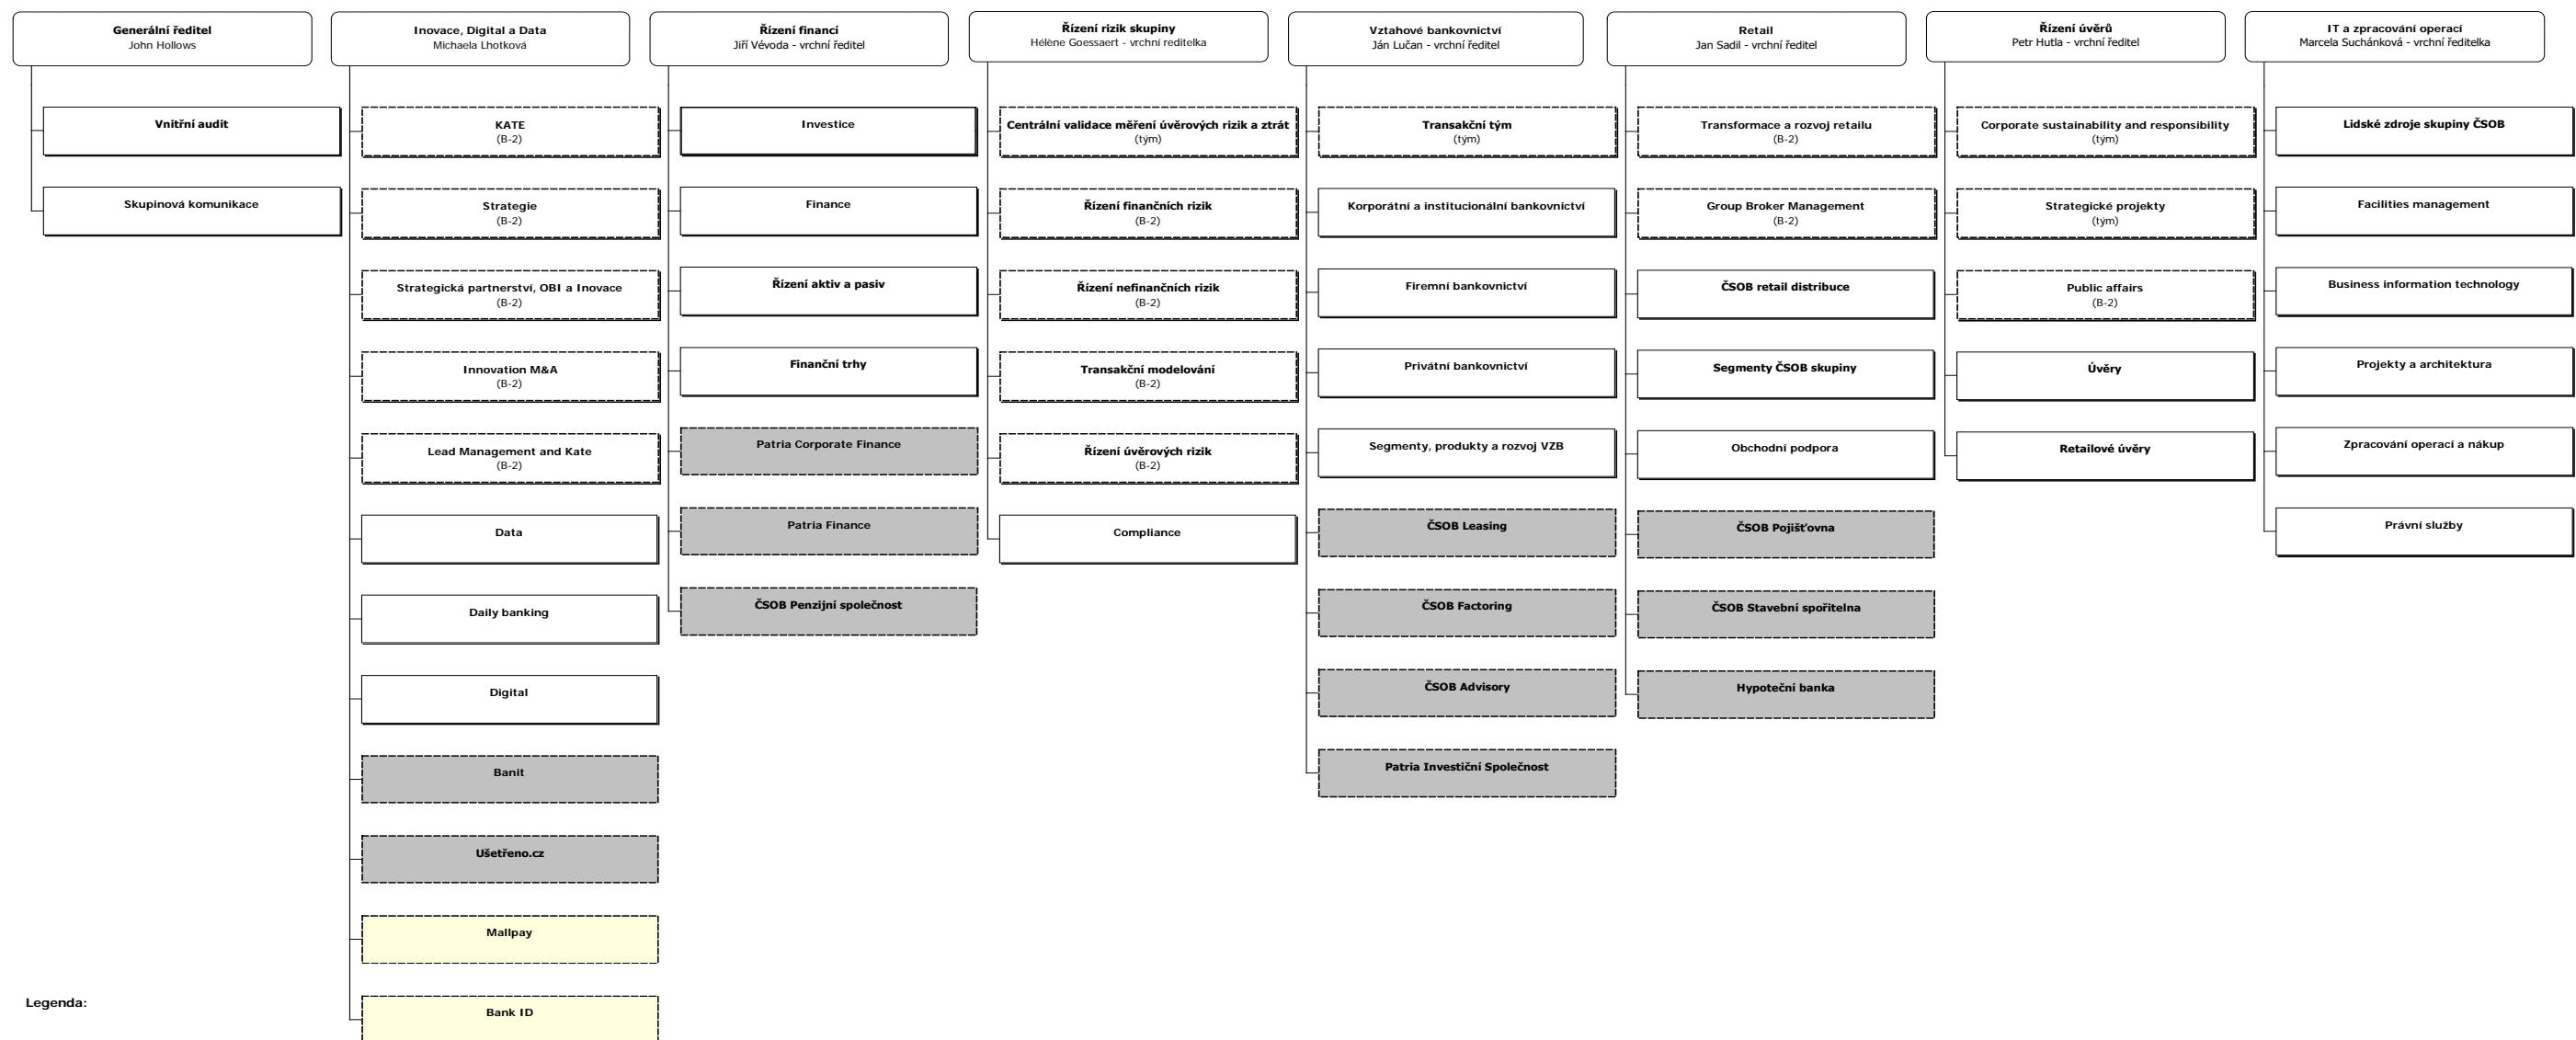 Generální ředitel
John Hollows
Vnitřní audit
Skupinová komunikace
Inovace, Digital a Data
Michaela Lhotková
KATE
(B-2)
Strategie
(B-2)
Strategická partnerství, OBI a Inovace
(B-2)
Innovation M&A
(B-2)
Lead Management and Kate
(B-2)
Data
Daily banking
Digital
Banit
Ušetřeno.cz
Mallpay
Bank ID
Řízení financí
Jiří Vévoda - vrchní ředitel
Investice
Finance
Řízení aktiv a pasiv
Finanční trhy
Patria Corporate Finance
Patria Finance
ČSOB Penzijní společnost
Řízení rizik skupiny
Hélène Goessaert - vrchní reditelka
Centrální validace měření úvěrových rizik a ztrát
(tým)
Řízení finančních rizik
(B-2)
Řízení nefinančních rizik
(B-2)
Transakční modelování
(B-2)
Řízení úvěrových rizik
(B-2)
Compliance
Vztahové bankovnictví
Ján Lučan - vrchní ředitel
Transakční tým
(tým)
Korporátní a institucionální bankovnictví
Firemní bankovnictví
Privátní bankovnictví
Segmenty, produkty a rozvoj VZB
ČSOB Leasing
ČSOB Factoring
ČSOB Advisory
Patria Investiční Společnost
Retail
Jan Sadil - vrchní ředitel
Transformace a rozvoj retailu
(B-2)
Group Broker Management
(B-2)
ČSOB retail distribuce
Segmenty ČSOB skupiny
Obchodní podpora
ČSOB Pojišťovna
ČSOB Stavební spořitelna
Hypoteční banka
Řízení úvěrů
Petr Hutla - vrchní ředitel
Corporate sustainability and responsibility
(tým)
Strategické projekty
(tým)
Public affairs
(B-2)
Úvěry
Retailové úvěry
IT a zpracování operací
Marcela Suchánková - vrchní ředitelka
Lidské zdroje skupiny ČSOB
Facilities management
Business information technology
Projekty a architektura
Zpracování operací a nákup
Právní služby
Legenda: